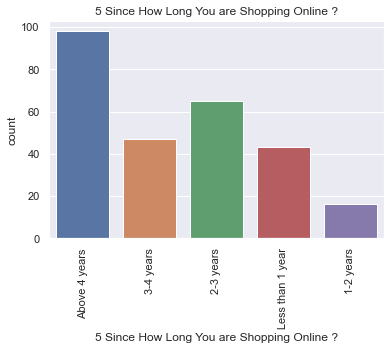 5 Since How Long You are Shopping Online ?
100
80
60
40
20
0
count
Above 4 years
3-4 years
2-3 years
Less than 1 year
1-2 years
5 Since How Long You are Shopping Online ?